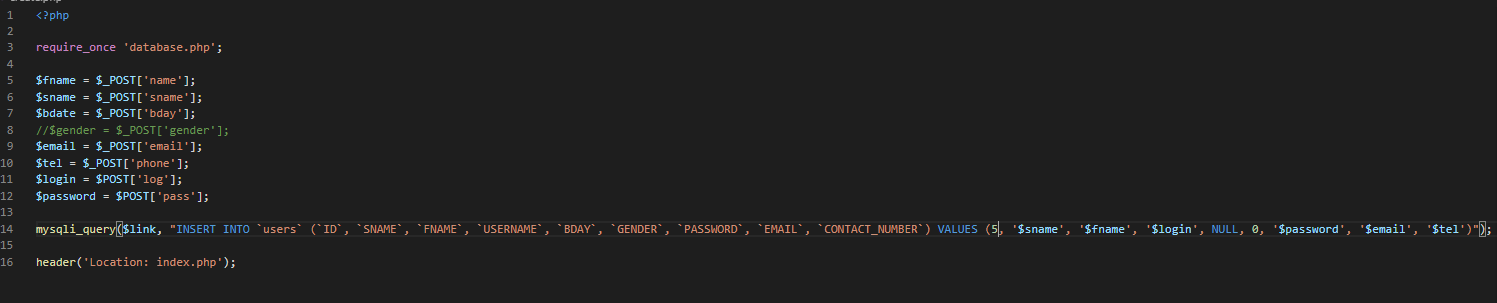 1 <?php
2
3 require_once 'database.php';
4
5 $fname = $_POST['name'];
6 $sname = $_POST['sname'];
7 $bdate = $_POST['bday'];
8 //$gender = $_POST['gender'];
9 $email = $_POST['email'];
10 $tel = $_POST['phone'];
11 $login = $POST['log'];
12 $password = $POST['pass'];
13
14 mysqli_query($link, "INSERT INTO `users` (`ID`, `SNAME`, `FNAME`, `USERNAME`, `BDAY`, `GENDER`, `PASSWORD`, `EMAIL`, `CONTACT_NUMBER`) VALUES (5, '$sname', '$fname', '$login', NULL, 0, '$password', '$email', '$tel')");
15
16 header('Location: index.php');